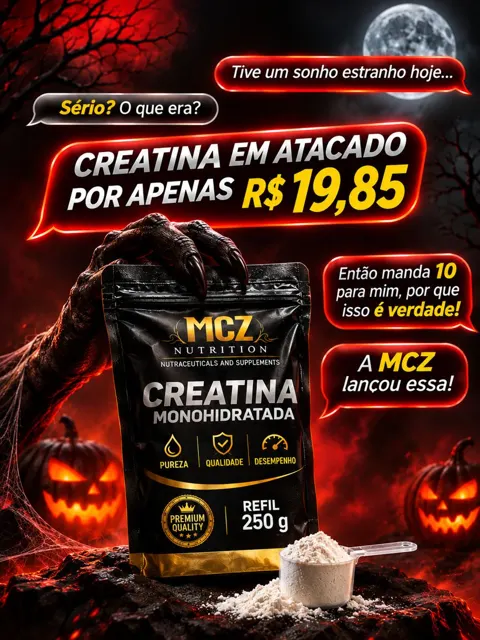 Tive um sonho estranho hoje...
Sério? O que era?
CREATINA EM ATACADO
POR APENAS R$ 19,85
Então manda 10
para mim, por que
isso é verdade!
A MCZ
lançou essa!
MCZ
NUTRITION
NUTRACEUTICALS AND SUPPLEMENTS
CREATINA
MONOHIDRATADA
PUREZA
QUALIDADE
DESEMPENHO
PREMIUM
QUALITY
REFIL
250 g